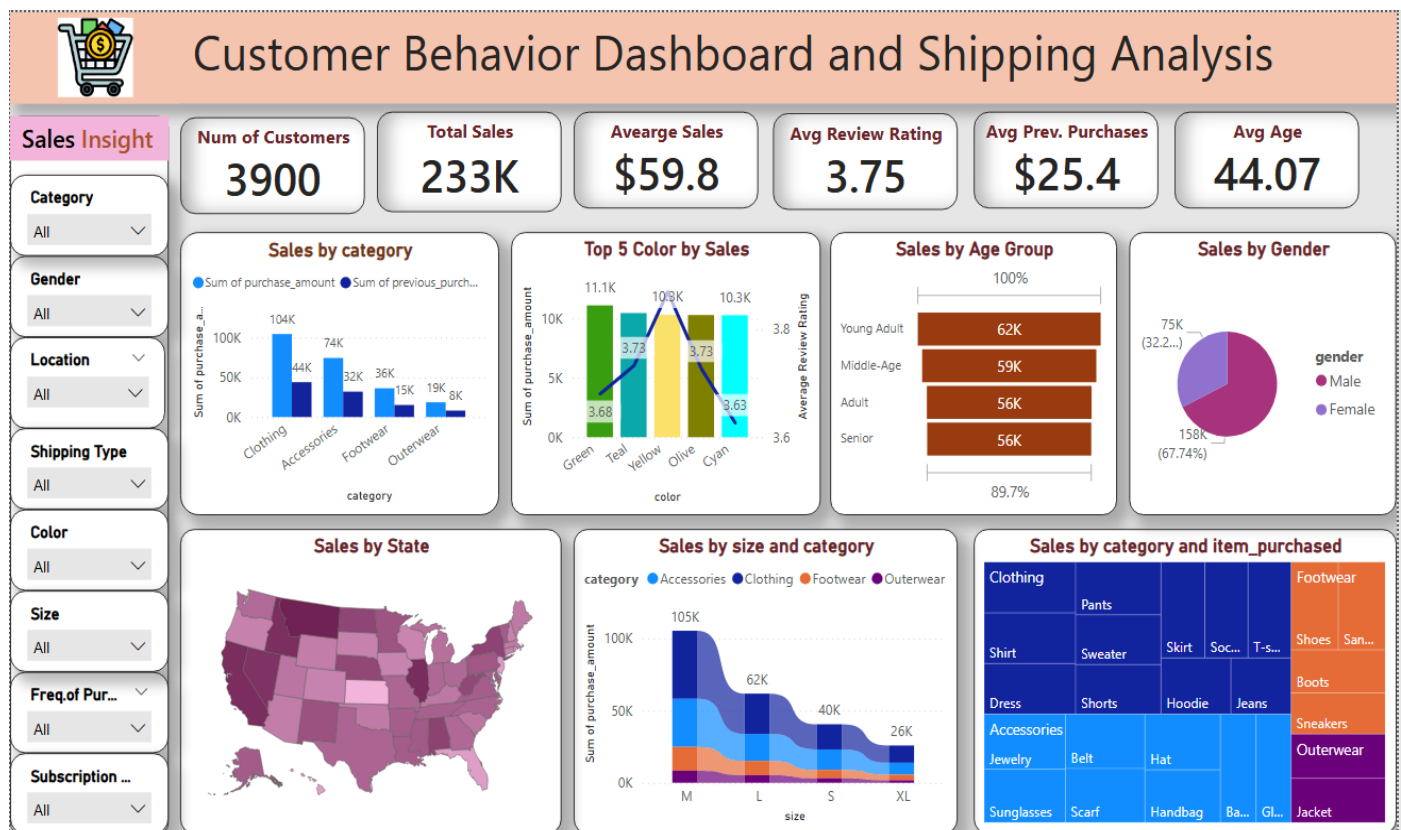 Customer Behavior Dashboard and Shipping Analysis
Sales Insight
Category
All
Gender
All
Location
All
Shipping Type
All
Color
All
Size
All
Freq.of Pur...
All
Subscription ...
All
Num of Customers
3900
Total Sales
233K
Avearge Sales
$59.8
Avg Review Rating
3.75
Avg Prev. Purchases
$25.4
Avg Age
44.07
Sales by category
Sum of purchase_amount Sum of previous_purch...
Sum of purchase_a...
100K
50K
0K
104K
44K
74K
32K
36K
15K
19K
8K
Clothing
Accessories
Footwear
Outerwear
category
Top 5 Color by Sales
Sum of purchase_amount
10K
5K
0K
11.1K
10.3K
10.3K
3.68
3.73
3.73
3.63
3.8
3.6
Average Review Rating
Green
Teal
Yellow
Olive
Cyan
color
Sales by Age Group
100%
Young Adult 62K
Middle-Age 59K
Adult 56K
Senior 56K
89.7%
Sales by Gender
75K
(32.2...)
158K
(67.74%)
gender
Male
Female
Sales by State
Sales by size and category
category Accessories Clothing Footwear Outerwear
Sum of purchase_amount
100K
50K
0K
105K
62K
40K
26K
M
L
S
XL
size
Sales by category and item_purchased
Clothing
Shirt
Dress
Pants
Sweater
Shorts
Skirt
Soc...
T-s...
Hoodie
Jeans
Accessories
Jewelry
Sunglasses
Belt
Scarf
Hat
Handbag
Ba...
Gl...
Footwear
Shoes
San...
Boots
Sneakers
Outerwear
Jacket